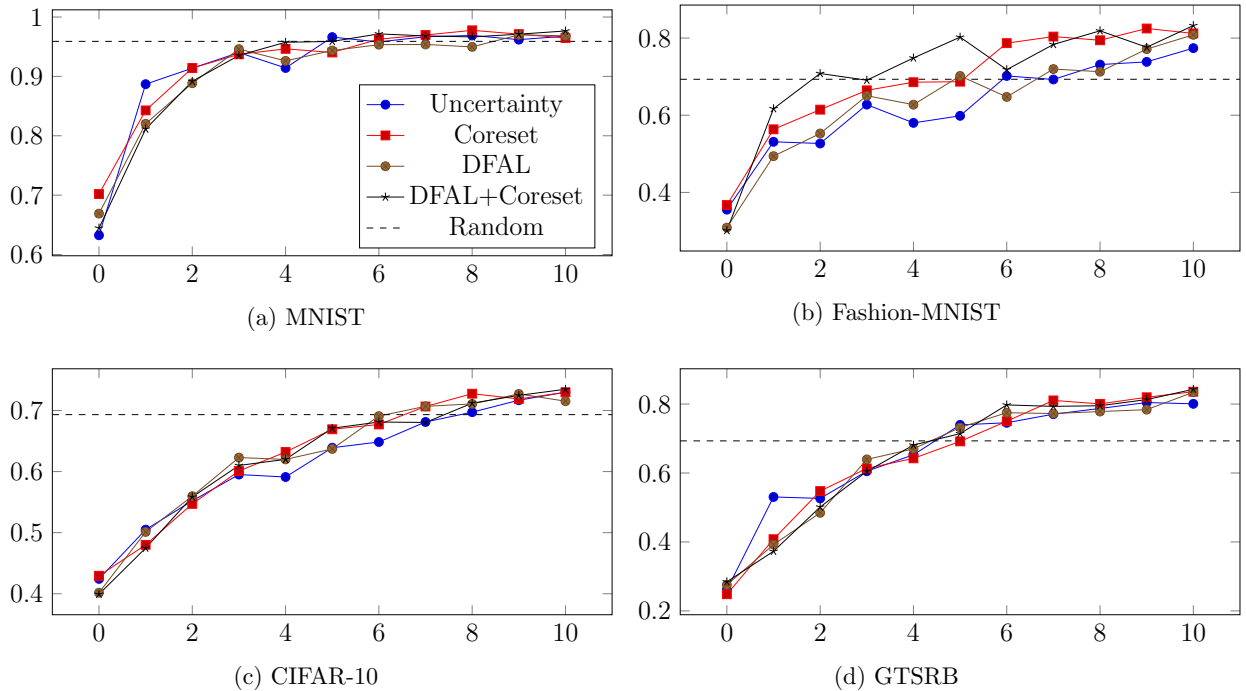 1
0.9
0.8
0.7
0.6
0 2 4 6 8 10
Uncertainty
Coreset
DFAL
DFAL+Coreset
Random
(a) MNIST
0.8
0.6
0.4
0 2 4 6 8 10
(b) Fashion-MNIST
0.7
0.6
0.5
0.4
0 2 4 6 8 10
(c) CIFAR-10
0.8
0.6
0.4
0.2
0 2 4 6 8 10
(d) GTSRB